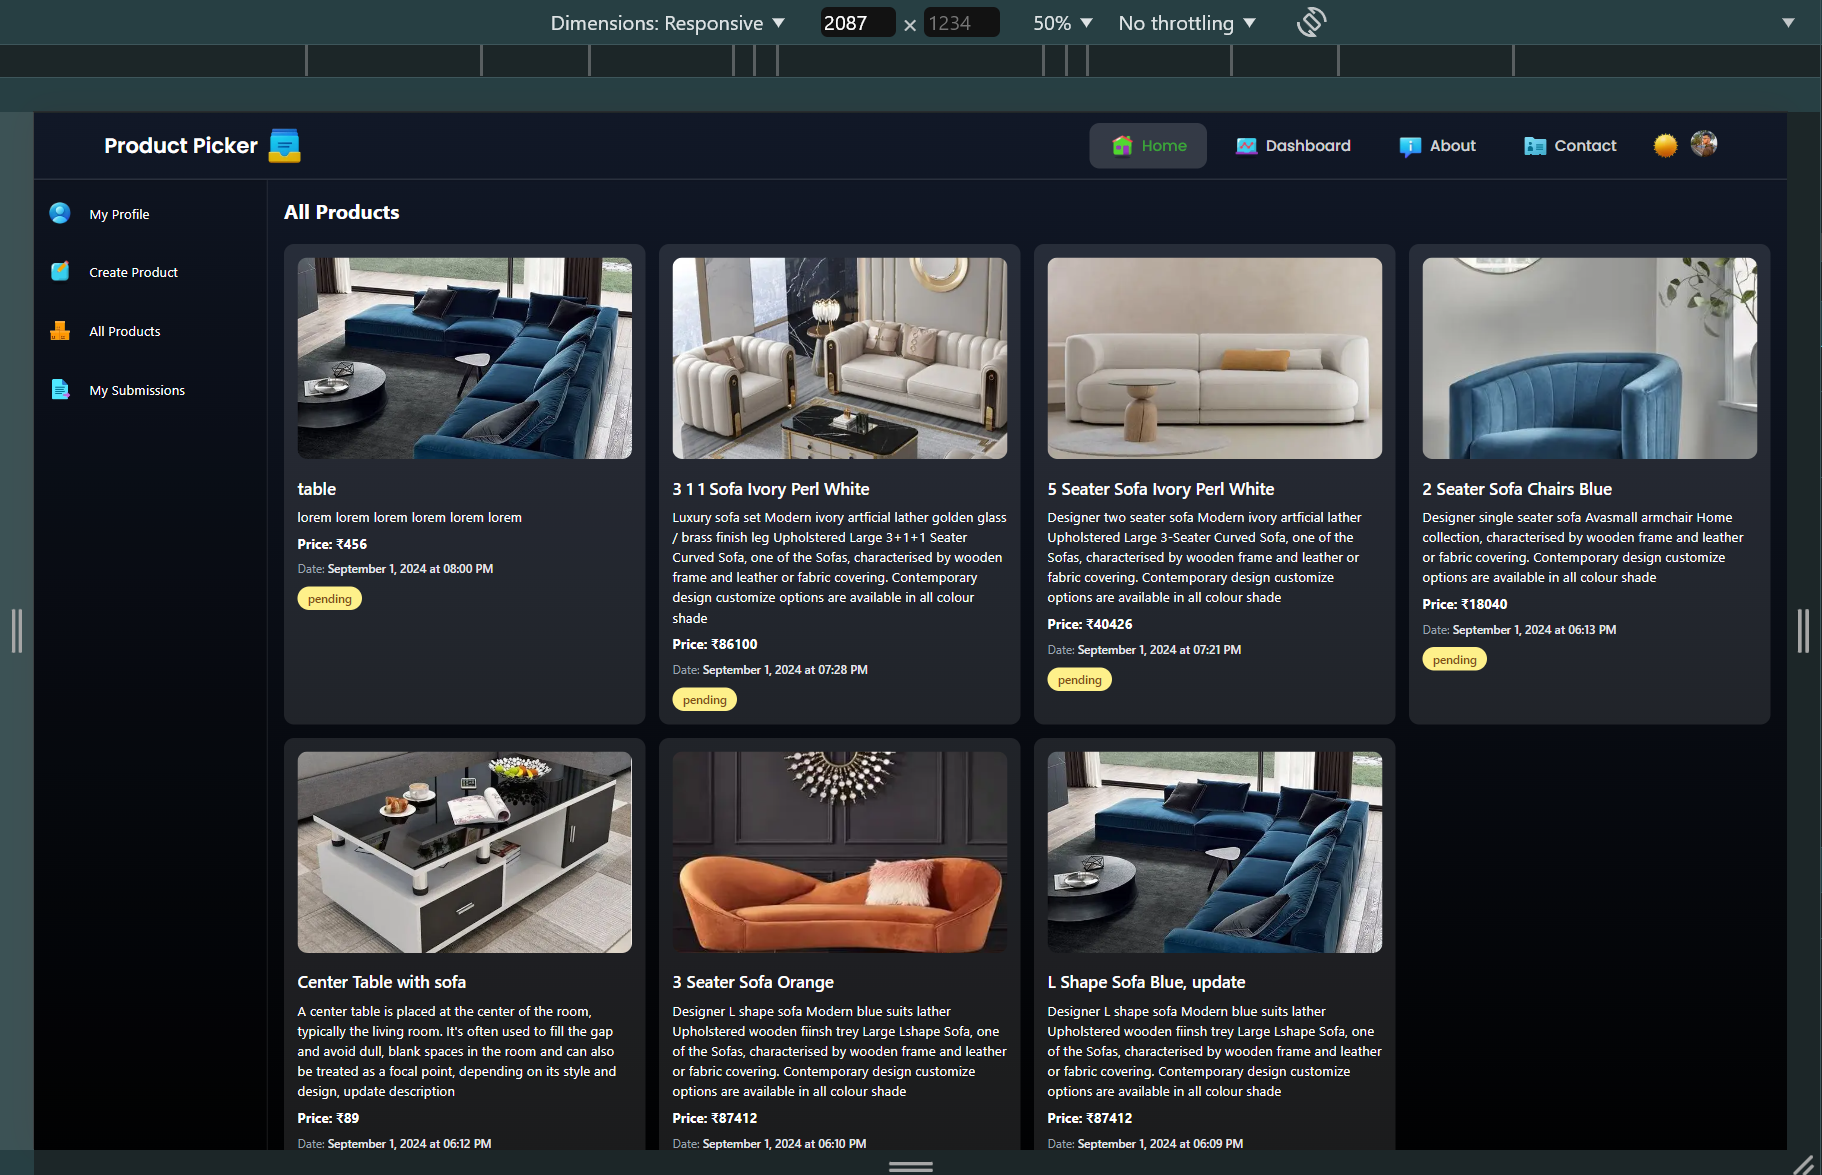 Dimensions: Responsive
2087 × 1234
50%
No throttling
Product Picker
Home
Dashboard
About
Contact
My Profile
Create Product
All Products
My Submissions
All Products
table
lorem lorem lorem lorem lorem lorem
Price: ₹456
Date: September 1, 2024 at 08:00 PM
pending
3 1 1 Sofa Ivory Perl White
Luxury sofa set Modern ivory artficial lather golden glass
/ brass finish leg Upholstered Large 3+1+1 Seater
Curved Sofa, one of the Sofas, characterised by wooden
frame and leather or fabric covering. Contemporary
design customize options are available in all colour
shade
Price: ₹86100
Date: September 1, 2024 at 07:28 PM
pending
5 Seater Sofa Ivory Perl White
Designer two seater sofa Modern ivory artficial lather
Upholstered Large 3-Seater Curved Sofa, one of the
Sofas, characterised by wooden frame and leather or
fabric covering. Contemporary design customize
options are available in all colour shade
Price: ₹40426
Date: September 1, 2024 at 07:21 PM
pending
2 Seater Sofa Chairs Blue
Designer single seater sofa Avasmall armchair Home
collection, characterised by wooden frame and leather
or fabric covering. Contemporary design customize
options are available in all colour shade
Price: ₹18040
Date: September 1, 2024 at 06:13 PM
pending
Center Table with sofa
A center table is placed at the center of the room,
typically the living room. It's often used to fill the gap
and avoid dull, blank spaces in the room and can also
be treated as a focal point, depending on its style and
design, update description
Price: ₹89
Date: September 1, 2024 at 06:12 PM
3 Seater Sofa Orange
Designer L shape sofa Modern blue suits lather
Upholstered wooden fiinsh trey Large Lshape Sofa, one
of the Sofas, characterised by wooden frame and leather
or fabric covering. Contemporary design customize
options are available in all colour shade
Price: ₹87412
Date: September 1, 2024 at 06:10 PM
L Shape Sofa Blue, update
Designer L shape sofa Modern blue suits lather
Upholstered wooden fiinsh trey Large Lshape Sofa, one
of the Sofas, characterised by wooden frame and leather
or fabric covering. Contemporary design customize
options are available in all colour shade
Price: ₹87412
Date: September 1, 2024 at 06:09 PM